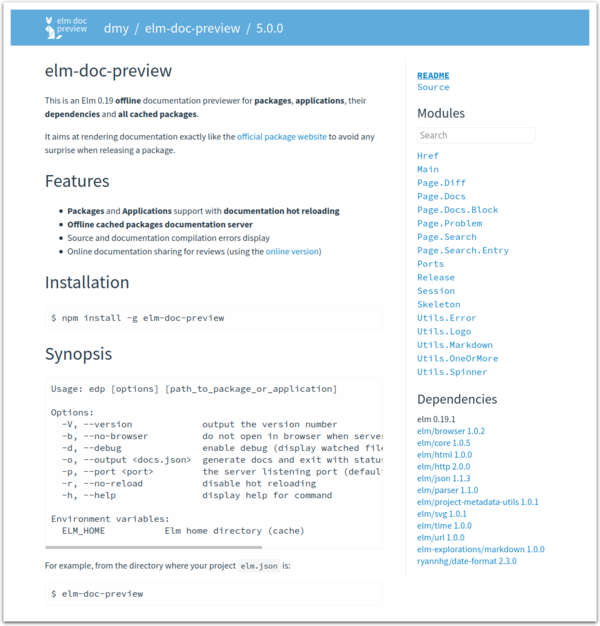 elm doc
preview
dmy / elm-doc-preview / 5.0.0
elm-doc-preview
This is an Elm 0.19 offline documentation previewer for packages, applications, their
dependencies and all cached packages.
It aims at rendering documentation exactly like the official package website to avoid any
surprise when releasing a package.
Features
Packages and Applications support with documentation hot reloading
Offline cached packages documentation server
Source and documentation compilation errors display
Online documentation sharing for reviews (using the online version)
Installation
$ npm install -g elm-doc-preview
Synopsis
Usage: edp [options] [path_to_package_or_application]
Options:
-V, --version output the version number
-b, --no-browser do not open in browser when server
-d, --debug enable debug (display watched file
-o, --output <docs.json> generate docs and exit with status
-p, --port <port> the server listening port (defaul
-r, --no-reload disable hot reloading
-h, --help display help for command
Environment variables:
ELM_HOME Elm home directory (cache)
For example, from the directory where your project elm.json is:
$ elm-doc-preview
README
Source
Modules
Search
Href
Main
Page.Diff
Page.Docs
Page.Docs.Block
Page.Problem
Page.Search
Page.Search.Entry
Ports
Release
Session
Skeleton
Utils.Error
Utils.Logo
Utils.Markdown
Utils.OneOrMore
Utils.Spinner
Dependencies
elm 0.19.1
elm/browser 1.0.2
elm/core 1.0.5
elm/html 1.0.0
elm/http 2.0.0
elm/json 1.1.3
elm/parser 1.1.0
elm/project-metadata-utils 1.0.1
elm/svg 1.0.1
elm/time 1.0.0
elm/url 1.0.0
elm-explorations/markdown 1.0.0
ryannhg/date-format 2.3.0